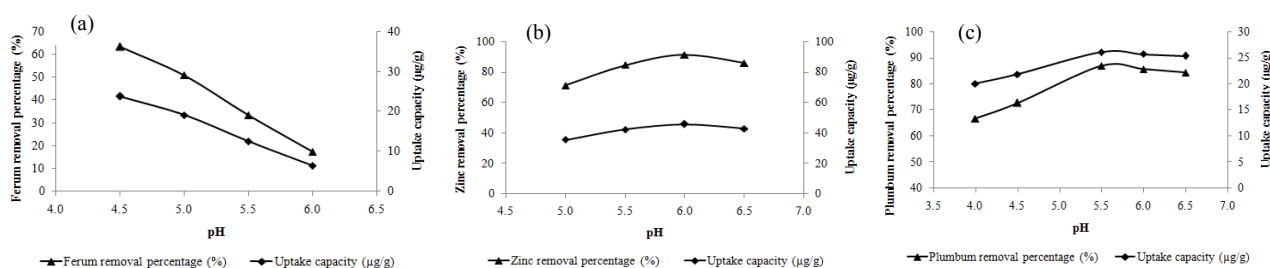 (a)
Ferum removal percentage (%)
70
60
50
40
30
20
10
0
40
30
20
10
0
Uptake capacity (µg/g)
4.0 4.5 5.0 5.5 6.0 6.5
pH
Ferum removal percentage (%) Uptake capacity (µg/g)
(b)
Zinc removal percentage (%)
100
80
60
40
20
0
100
80
60
40
20
0
Uptake capacity (µg/g)
4.5 5.0 5.5 6.0 6.5 7.0
pH
Zinc removal percentage (%) Uptake capacity (µg/g)
(c)
Plumbum removal percentage (%)
100
90
80
70
60
50
40
30
25
20
15
10
5
0
Uptake capacity (µg/g)
3.5 4.0 4.5 5.0 5.5 6.0 6.5 7.0
pH
Plumbum removal percentage (%) Uptake capacity (µg/g)